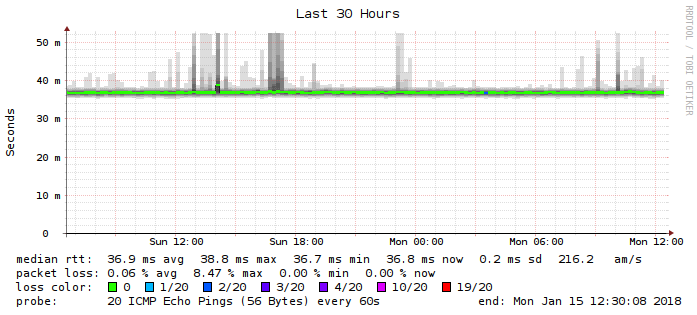 Last 30 Hours
RRDTOOL / TOBI OETIKER
Seconds
50 m
40 m
30 m
20 m
10 m
0
Sun 12:00 Sun 18:00 Mon 00:00 Mon 06:00 Mon 12:00
median rtt: 36.9 ms avg 38.8 ms max 36.7 ms min 36.8 ms now 0.2 ms sd 216.2 am/s
packet loss: 0.06 % avg 8.47 % max 0.00 % min 0.00 % now
loss color: 0 1/20 2/20 3/20 4/20 10/20 19/20
probe: 20 ICMP Echo Pings (56 Bytes) every 60s end: Mon Jan 15 12:30:08 2018